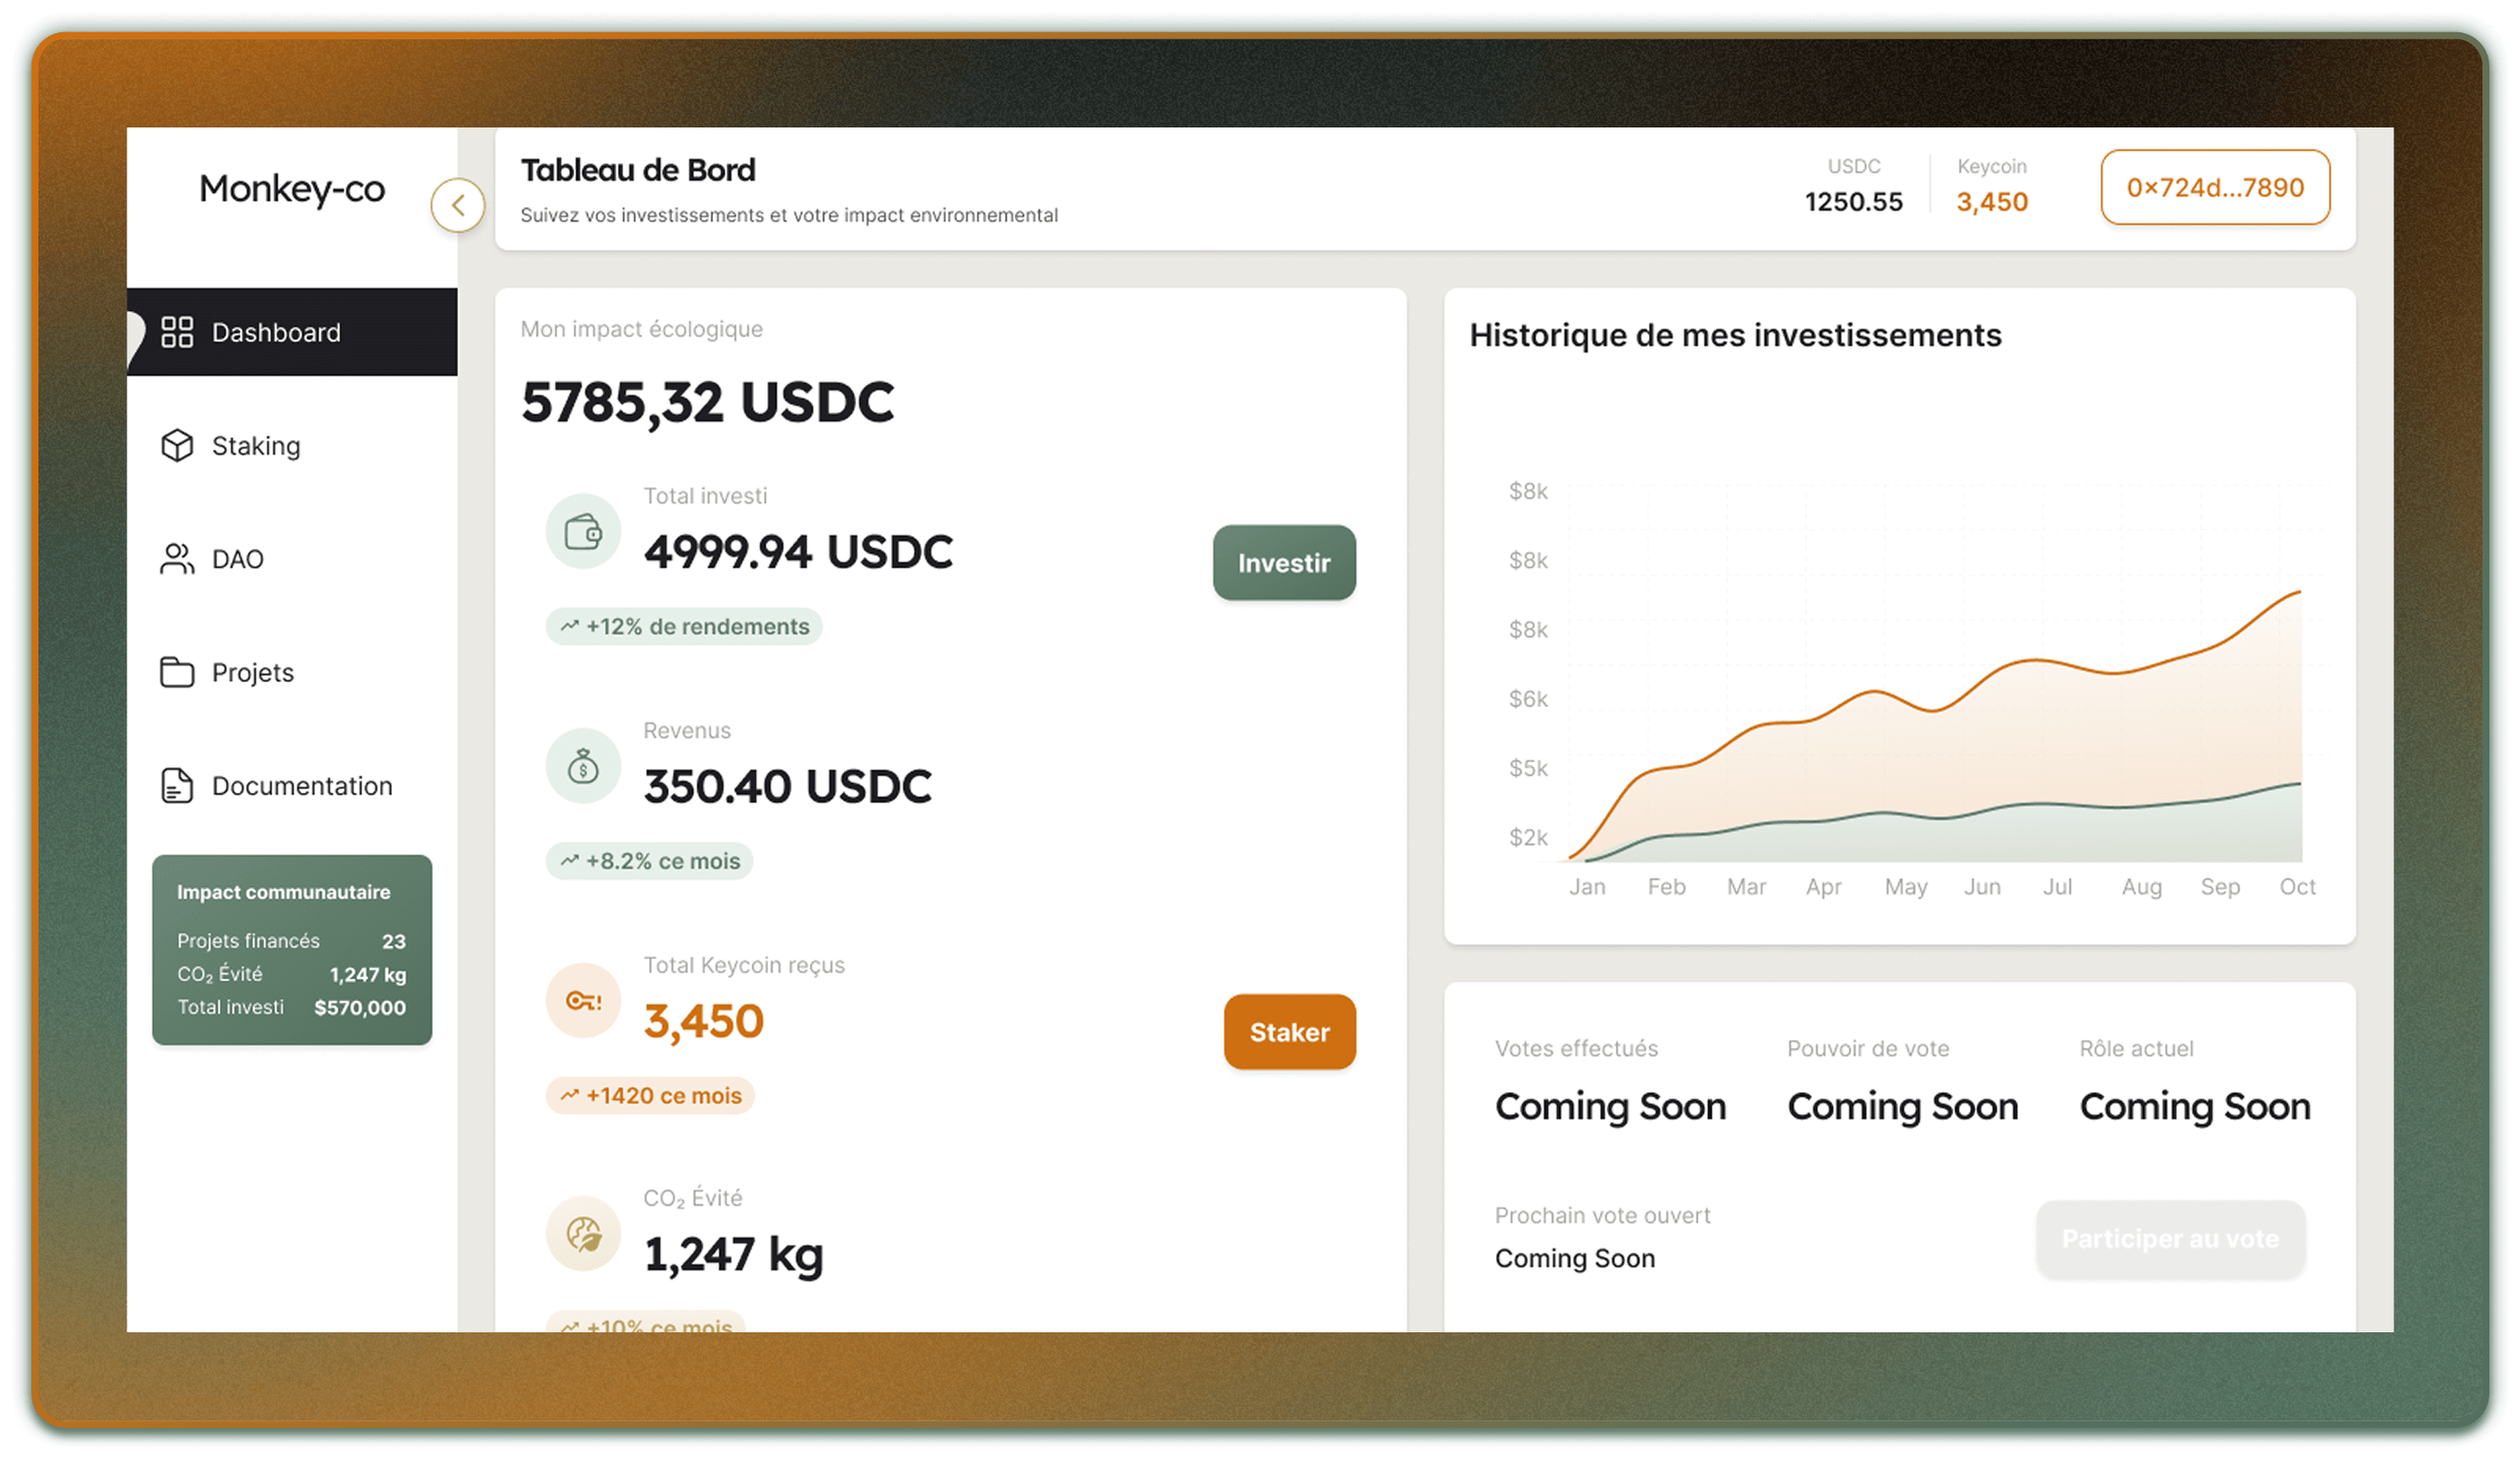 Monkey-co
Dashboard
Staking
DAO
Projets
Documentation
Impact communautaire
Projets financés 23
CO₂ Évité 1,247 kg
Total investi $570,000
Tableau de Bord
Suivez vos investissements et votre impact environnemental
USDC
1250.55
Keycoin
3,450
0x724d...7890
Mon impact écologique
5785,32 USDC
Total investi
4999.94 USDC
+12% de rendements
Investir
Revenus
350.40 USDC
+8.2% ce mois
Total Keycoin reçus
3,450
+1420 ce mois
Staker
CO₂ Évité
1,247 kg
+10% ce mois
Historique de mes investissements
$8k
$8k
$8k
$6k
$5k
$2k
Jan Feb Mar Apr May Jun Jul Aug Sep Oct
Votes effectués
Coming Soon
Pouvoir de vote
Coming Soon
Rôle actuel
Coming Soon
Prochain vote ouvert
Coming Soon
Participer au vote